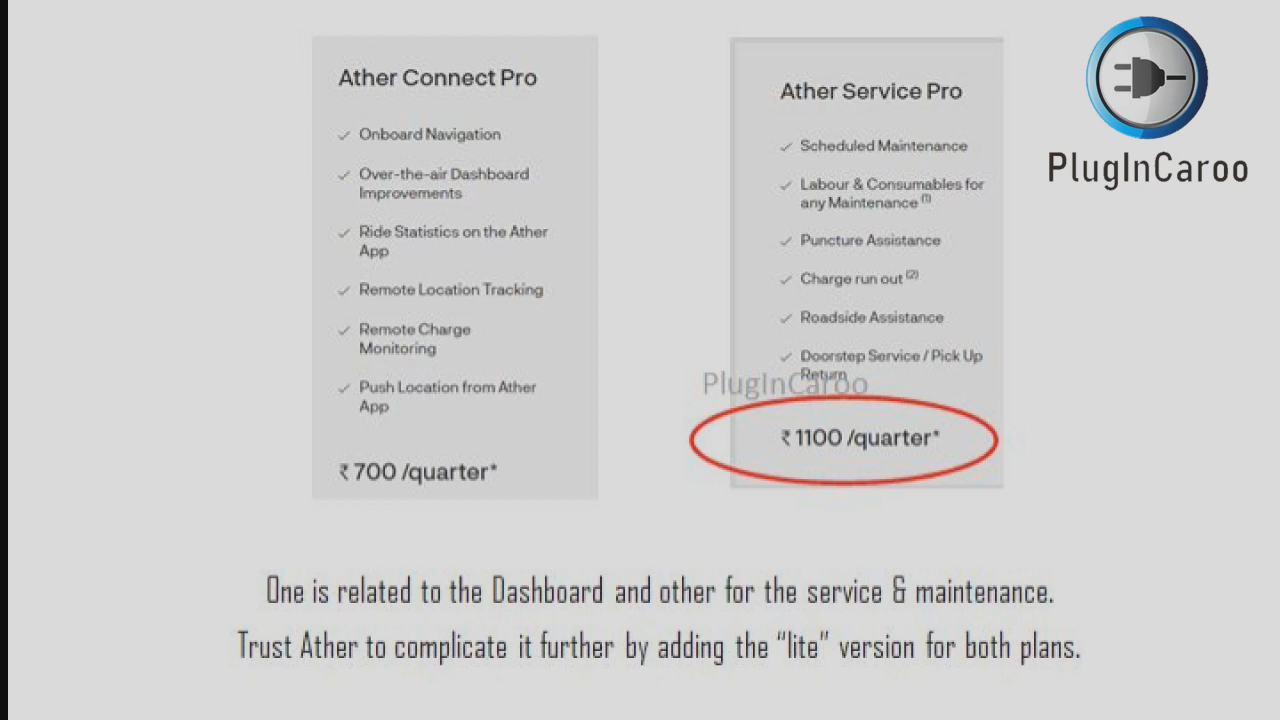 Ather Connect Pro
Onboard Navigation
Over-the-air Dashboard
Improvements
Ride Statistics on the Ather
App
Remote Location Tracking
Remote Charge
Monitoring
Push Location from Ather
App
₹ 700 /quarter*
Ather Service Pro
Scheduled Maintenance
Labour & Consumables for
any Maintenance (1)
Puncture Assistance
Charge run out (2)
Roadside Assistance
Doorstep Service / Pick Up
Return
PlugInCaroo
₹ 1100 /quarter*
PlugInCaroo
One is related to the Dashboard and other for the service & maintenance.
Trust Ather to complicate it further by adding the “lite” version for both plans.